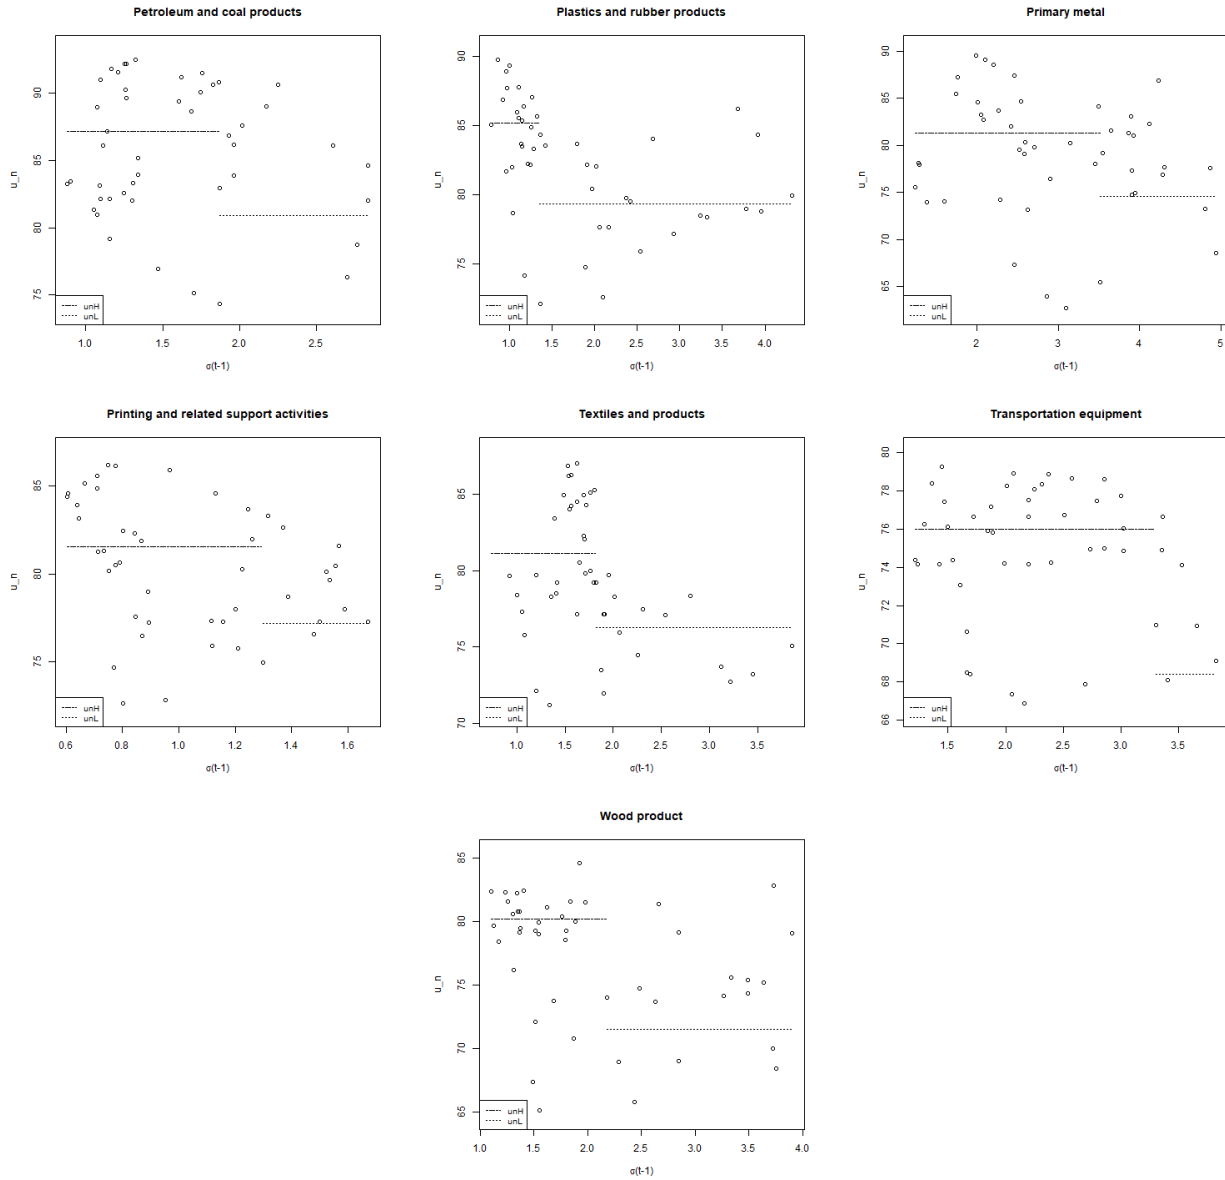 Petroleum and coal products
u_n
75 80 85 90
unH
unL
1.0 1.5 2.0 2.5
σ(t-1)
Plastics and rubber products
u_n
75 80 85 90
unH
unL
1.0 1.5 2.0 2.5 3.0 3.5 4.0
σ(t-1)
Primary metal
u_n
65 70 75 80 85 90
unH
unL
2 3 4 5
σ(t-1)
Printing and related support activities
u_n
75 80 85
unH
unL
0.6 0.8 1.0 1.2 1.4 1.6
σ(t-1)
Textiles and products
u_n
70 75 80 85
unH
unL
1.0 1.5 2.0 2.5 3.0 3.5
σ(t-1)
Transportation equipment
u_n
66 68 70 72 74 76 78 80
unH
unL
1.5 2.0 2.5 3.0 3.5
σ(t-1)
Wood product
u_n
65 70 75 80 85
unH
unL
1.0 1.5 2.0 2.5 3.0 3.5 4.0
σ(t-1)